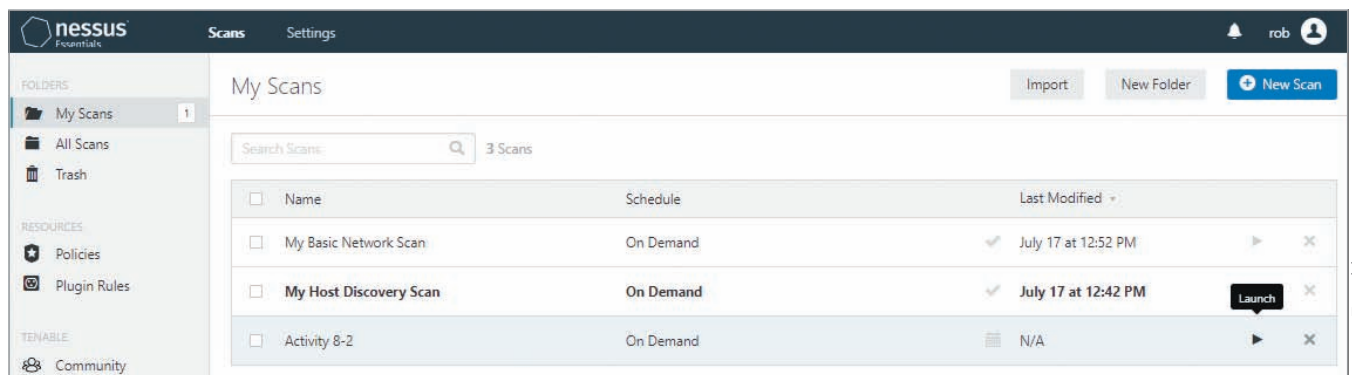 nessus
Essentials
Scans Settings
rob
FOLDERS
My Scans 1
All Scans
Trash
RESOURCES
Policies
Plugin Rules
TENABLE
Community
My Scans
Import New Folder New Scan
Search Scans 3 Scans
Name Schedule Last Modified
My Basic Network Scan On Demand July 17 at 12:52 PM
My Host Discovery Scan On Demand July 17 at 12:42 PM
Launch
Activity 8-2 On Demand N/A